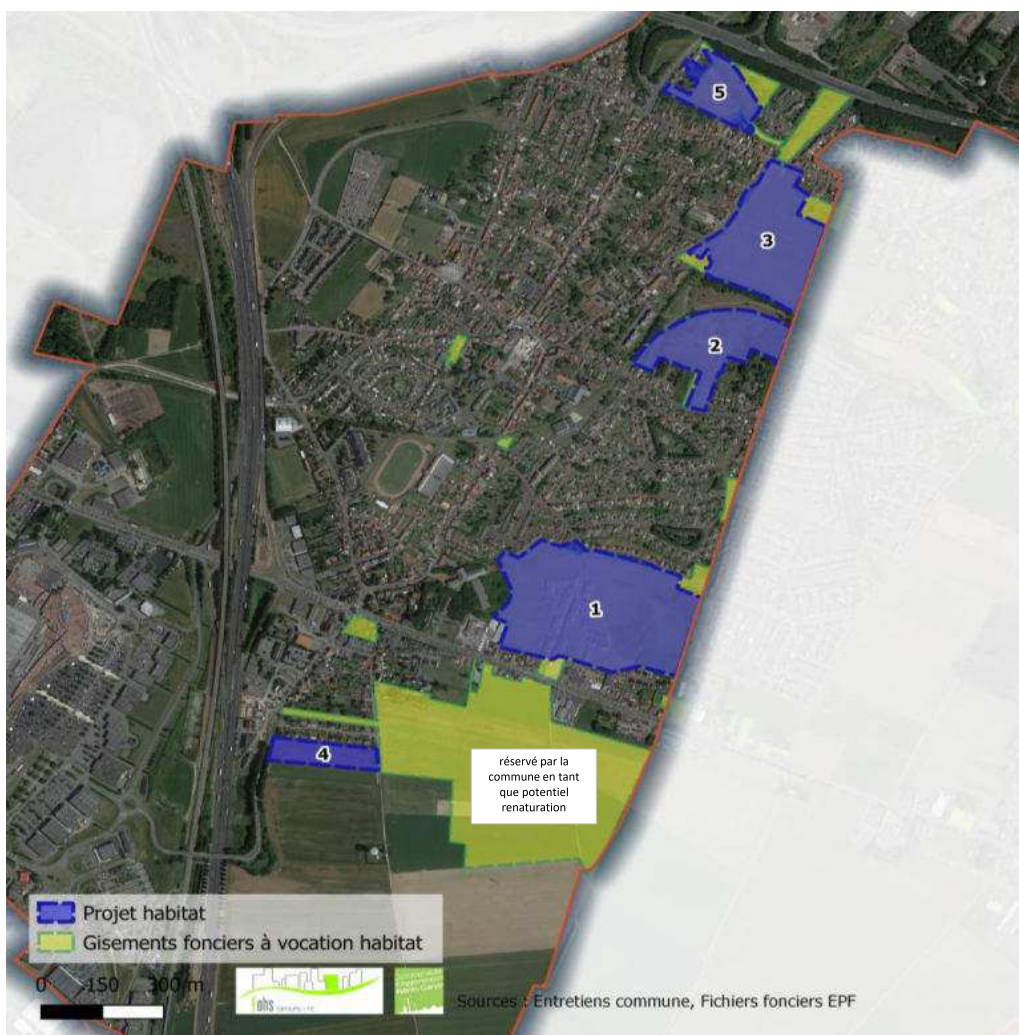 5
3
2
1
4
réservé par la
commune en tant
que potentiel
renaturation
Projet habitat
Gisements fonciers à vocation habitat
0 150 300 m
Sources : Entretiens commune, Fichiers fonciers EPF